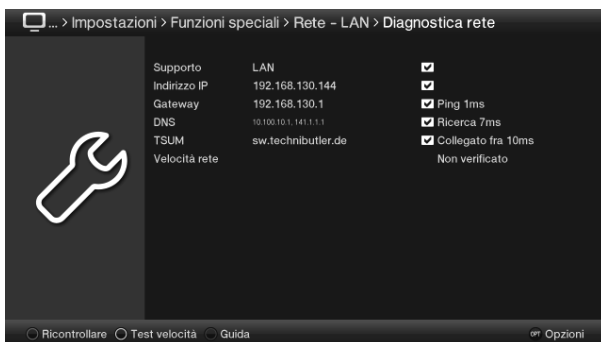 ... > Impostazioni > Funzioni speciali > Rete - LAN > Diagnostica rete
Supporto LAN
Indirizzo IP 192.168.130.144
Gateway 192.168.130.1 Ping 1ms
DNS 10.100.10.1, 141.1.1.1 Ricerca 7ms
TSUM sw.technibutler.de Collegato fra 10ms
Velocità rete Non verificato
Ricontrollare Test velocità Guida OPT Opzioni